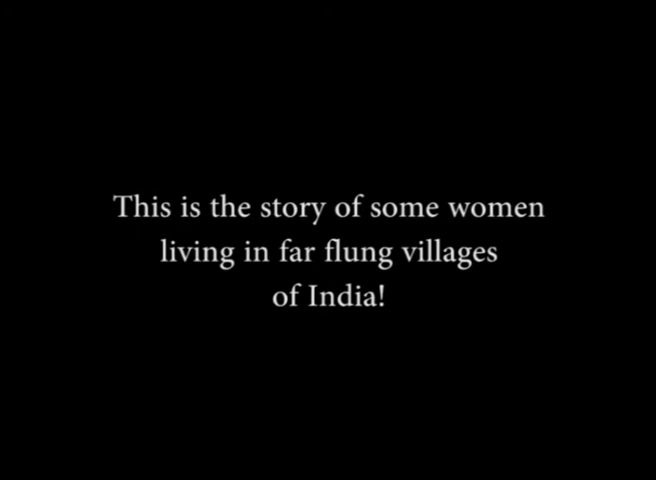 This is the story of some women
living in far flung villages
of India!